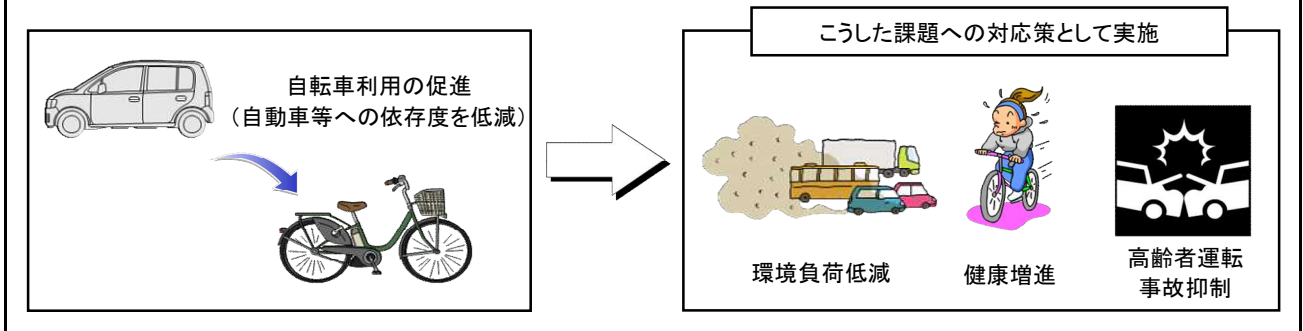 自転車利用の促進
（自動車等への依存度を低減）
こうした課題への対応策として実施
環境負荷低減
健康増進
高齢者運転
事故抑制